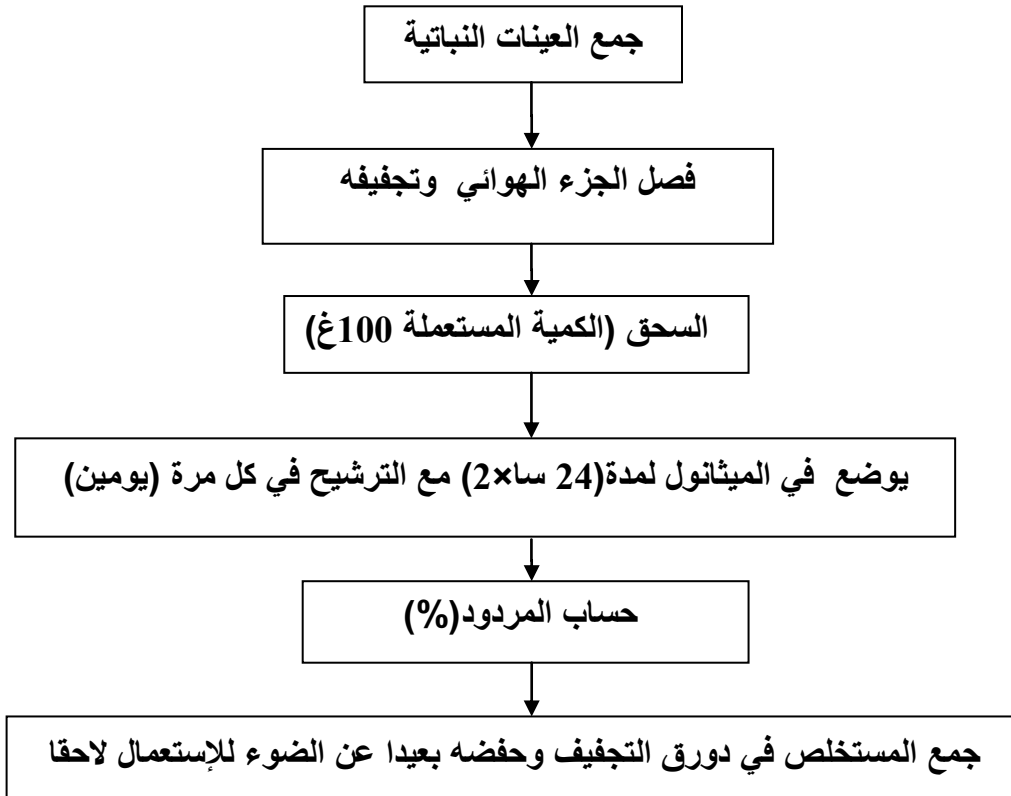 جمع العينات النباتية
فصل الجزء الهوائي وتجفيفه
السحق (الكمية المستعملة 100غ)
يوضع في الميثانول لمدة(24 سا×2) مع الترشيح في كل مرة (يومين)
حساب المردود(%)
جمع المستخلص في دورق التجفيف وحفضه بعيدا عن الضوء للإستعمال لاحقا